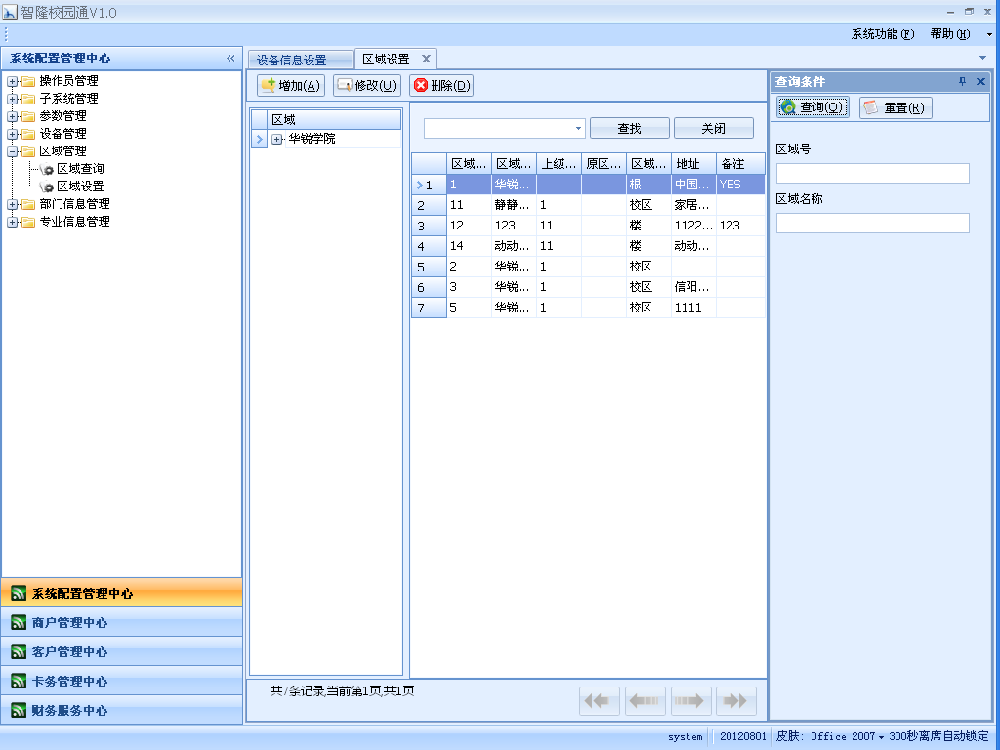 智隆校园通V1.0
系统功能(F) 帮助(H)
系统配置管理中心
操作员管理
子系统管理
参数管理
设备管理
区域管理
区域查询
区域设置
部门信息管理
专业信息管理
系统配置管理中心
商户管理中心
客户管理中心
卡务管理中心
财务服务中心
设备信息设置 区域设置
增加(A) 修改(U) 删除(D)
区域
华锐学院
查找 关闭
区域... 区域... 上级... 原区... 区域... 地址 备注
1 1 华锐... 根 中国... YES
2 11 静静... 1 校区 家居...
3 12 123 11 楼 1122... 123
4 14 动动... 11 楼 动动...
5 2 华锐... 1 校区
6 3 华锐... 1 校区 信阳...
7 5 华锐... 1 校区 1111
共7条记录,当前第1页,共1页
查询条件
查询(Q) 重置(R)
区域号
区域名称
system 20120801 皮肤: Office 2007 300秒离席自动锁定